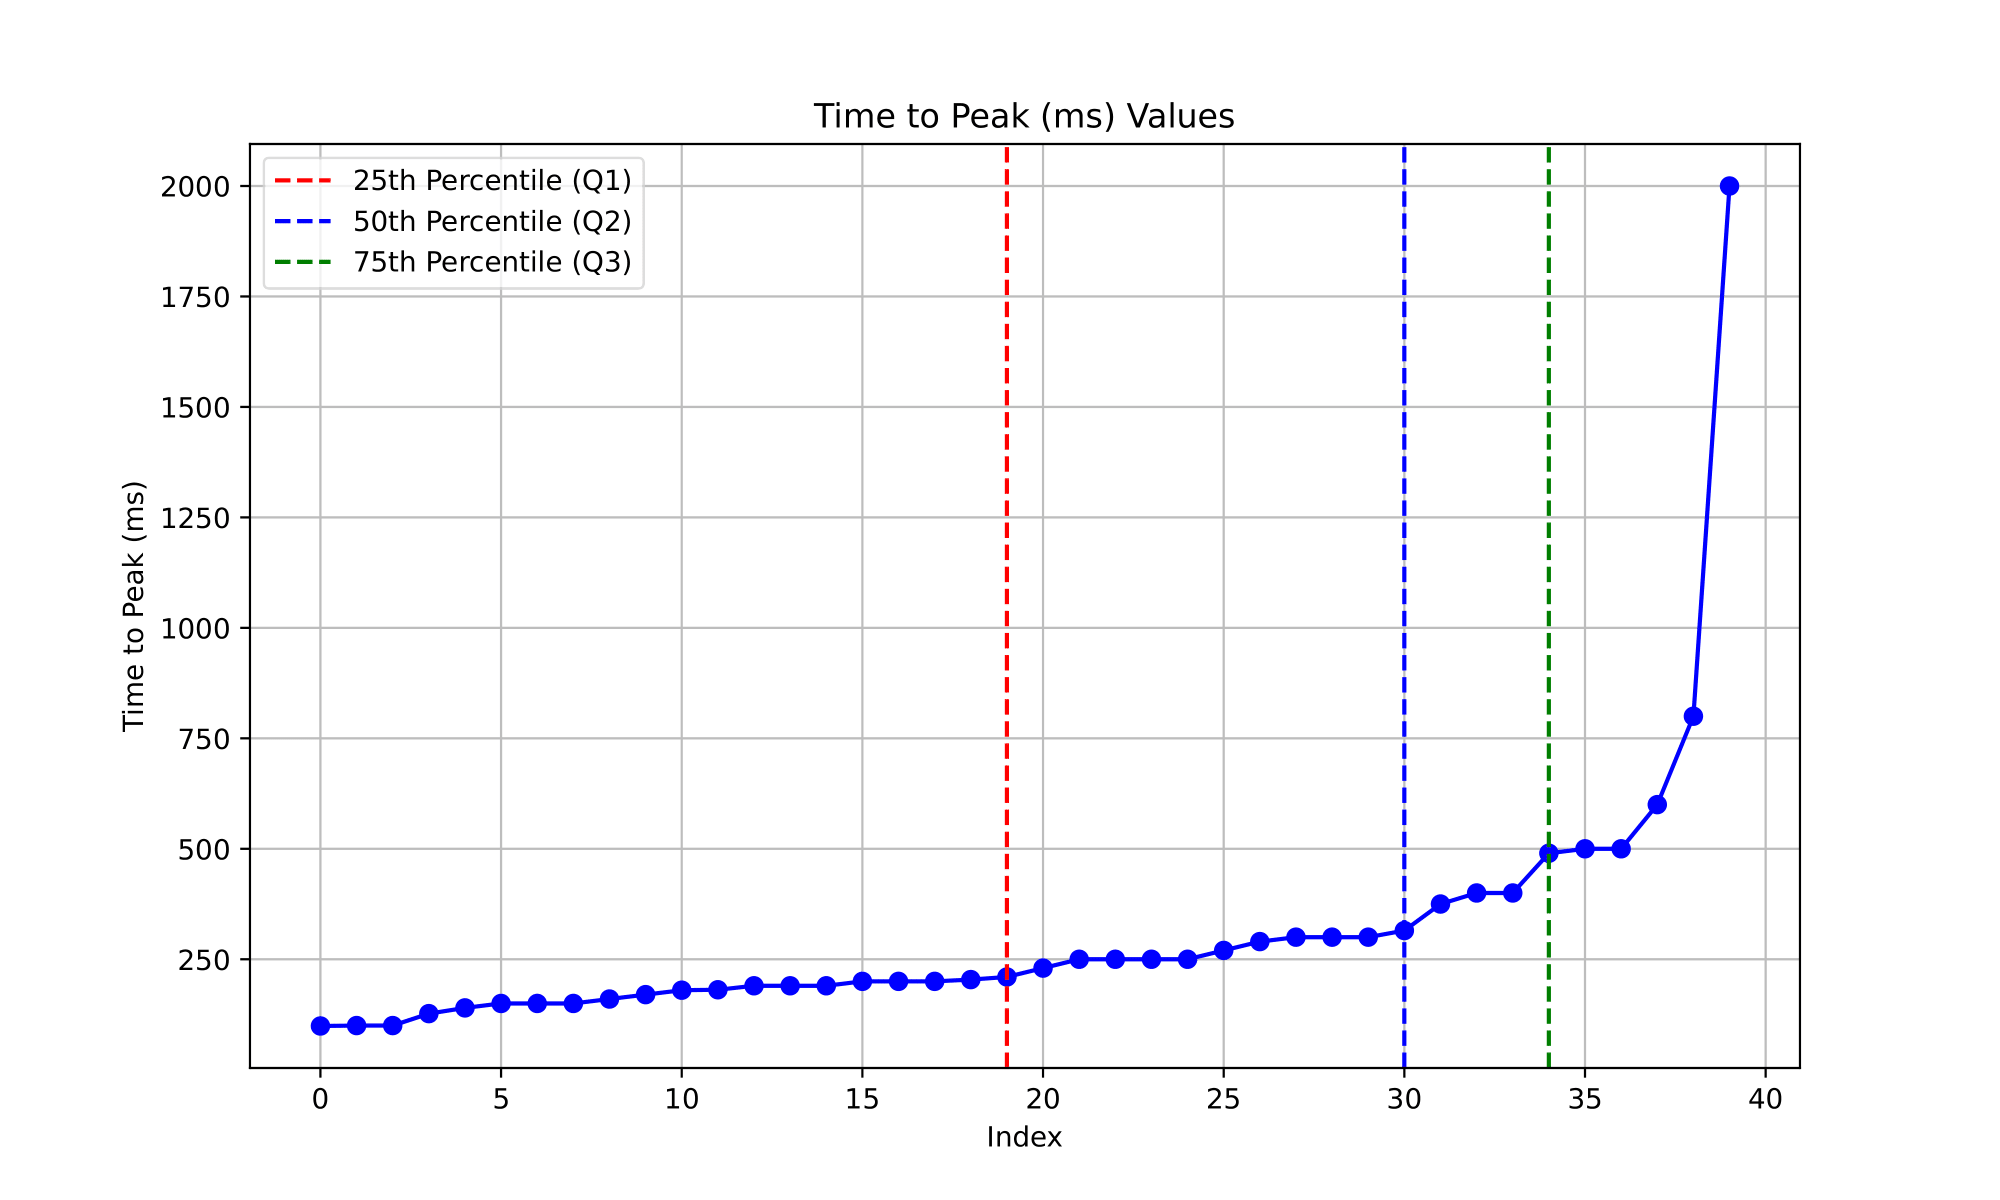 Time to Peak (ms) Values
25th Percentile (Q1)
50th Percentile (Q2)
75th Percentile (Q3)
Time to Peak (ms)
2000
1750
1500
1250
1000
750
500
250
0 5 10 15 20 25 30 35 40
Index